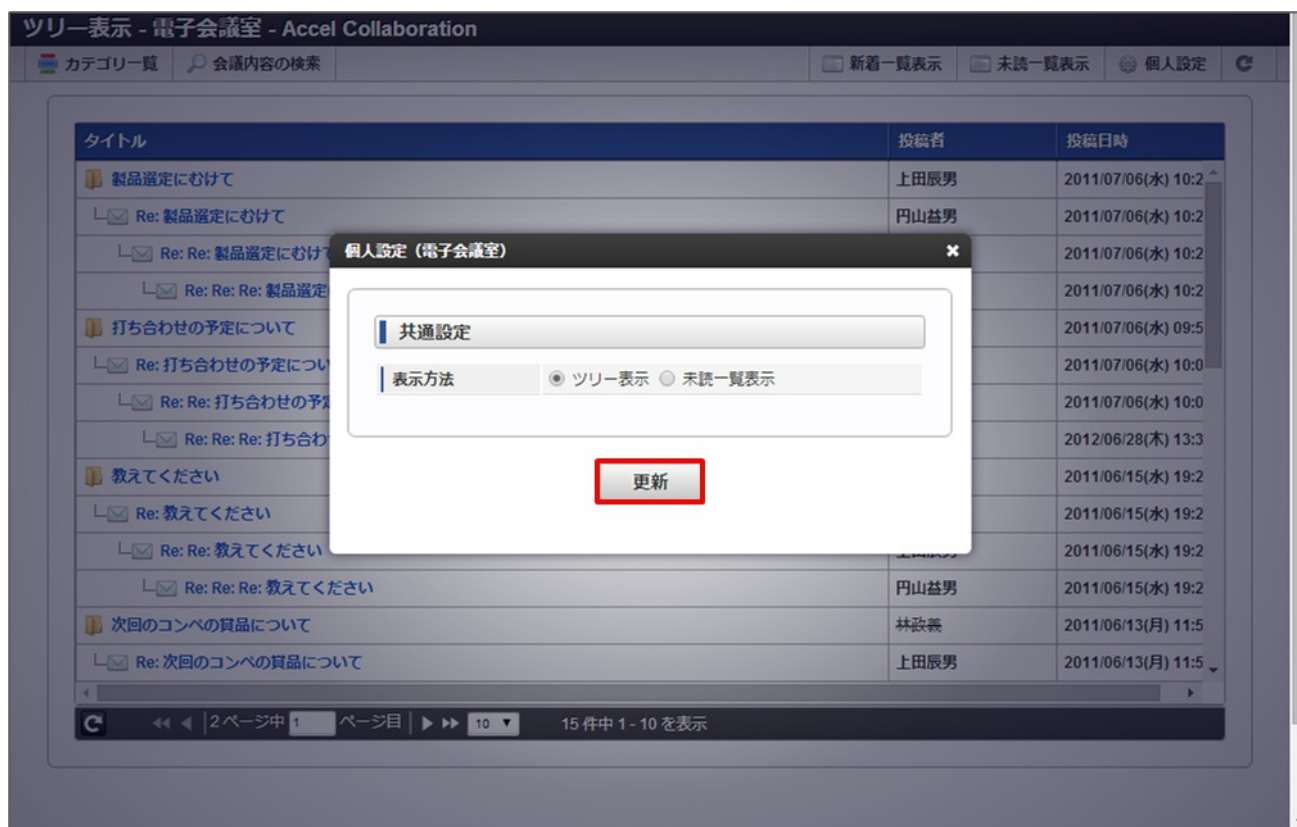 ツリー表示 - 電子会議室 - Accel Collaboration
カテゴリ一覧 会議内容の検索 新着一覧表示 未読一覧表示 個人設定
タイトル 投稿者 投稿日時
製品選定にむけて 上田辰男 2011/07/06(水) 10:2
Re: 製品選定にむけて 円山益男 2011/07/06(水) 10:2
Re: Re: 製品選定にむけて 2011/07/06(水) 10:2
Re: Re: Re: 製品選定 2011/07/06(水) 10:2
打ち合わせの予定について 2011/07/06(水) 09:5
Re: 打ち合わせの予定につい 2011/07/06(水) 10:0
Re: Re: 打ち合わせの予定 2011/07/06(水) 10:0
Re: Re: Re: 打ち合わ 2012/06/28(木) 13:3
教えてください 2011/06/15(水) 19:2
Re: 教えてください 2011/06/15(水) 19:2
Re: Re: 教えてください 2011/06/15(水) 19:2
Re: Re: Re: 教えてください 円山益男 2011/06/15(水) 19:2
次回のコンペの賞品について 林政義 2011/06/13(月) 11:5
Re: 次回のコンペの賞品について 上田辰男 2011/06/13(月) 11:5
2ページ中 1 ページ目 10 15 件中 1 - 10 を表示
個人設定（電子会議室）
共通設定
表示方法 ツリー表示 未読一覧表示
更新